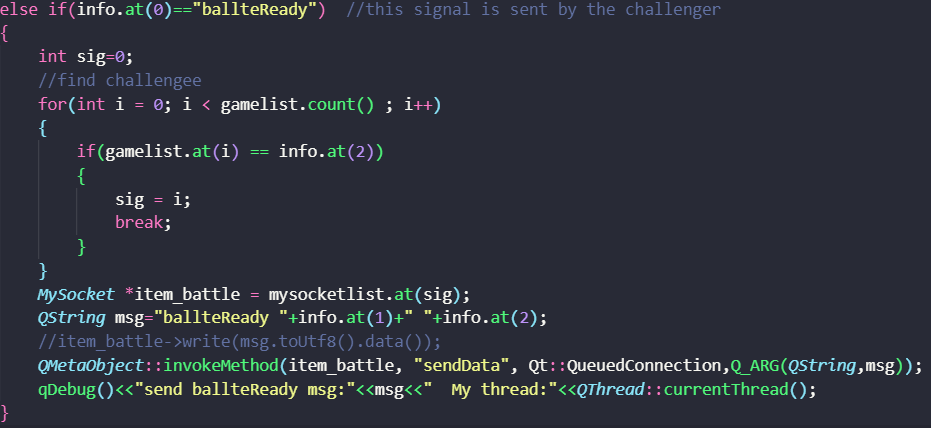 else if(info.at(0)=="ballteReady")  //this signal is sent by the challenger
{
    int sig=0;
    //find challengee
    for(int i = 0; i < gamelist.count() ; i++)
    {
        if(gamelist.at(i) == info.at(2))
        {
            sig = i;
            break;
        }
    }
    MySocket *item_battle = mysocketlist.at(sig);
    QString msg="ballteReady "+info.at(1)+" "+info.at(2);
    //item_battle->write(msg.toUtf8().data());
    QMetaObject::invokeMethod(item_battle, "sendData", Qt::QueuedConnection,Q_ARG(QString,msg));
    qDebug()<<"send ballteReady msg:"<<msg<<"  My thread:"<<QThread::currentThread();
}